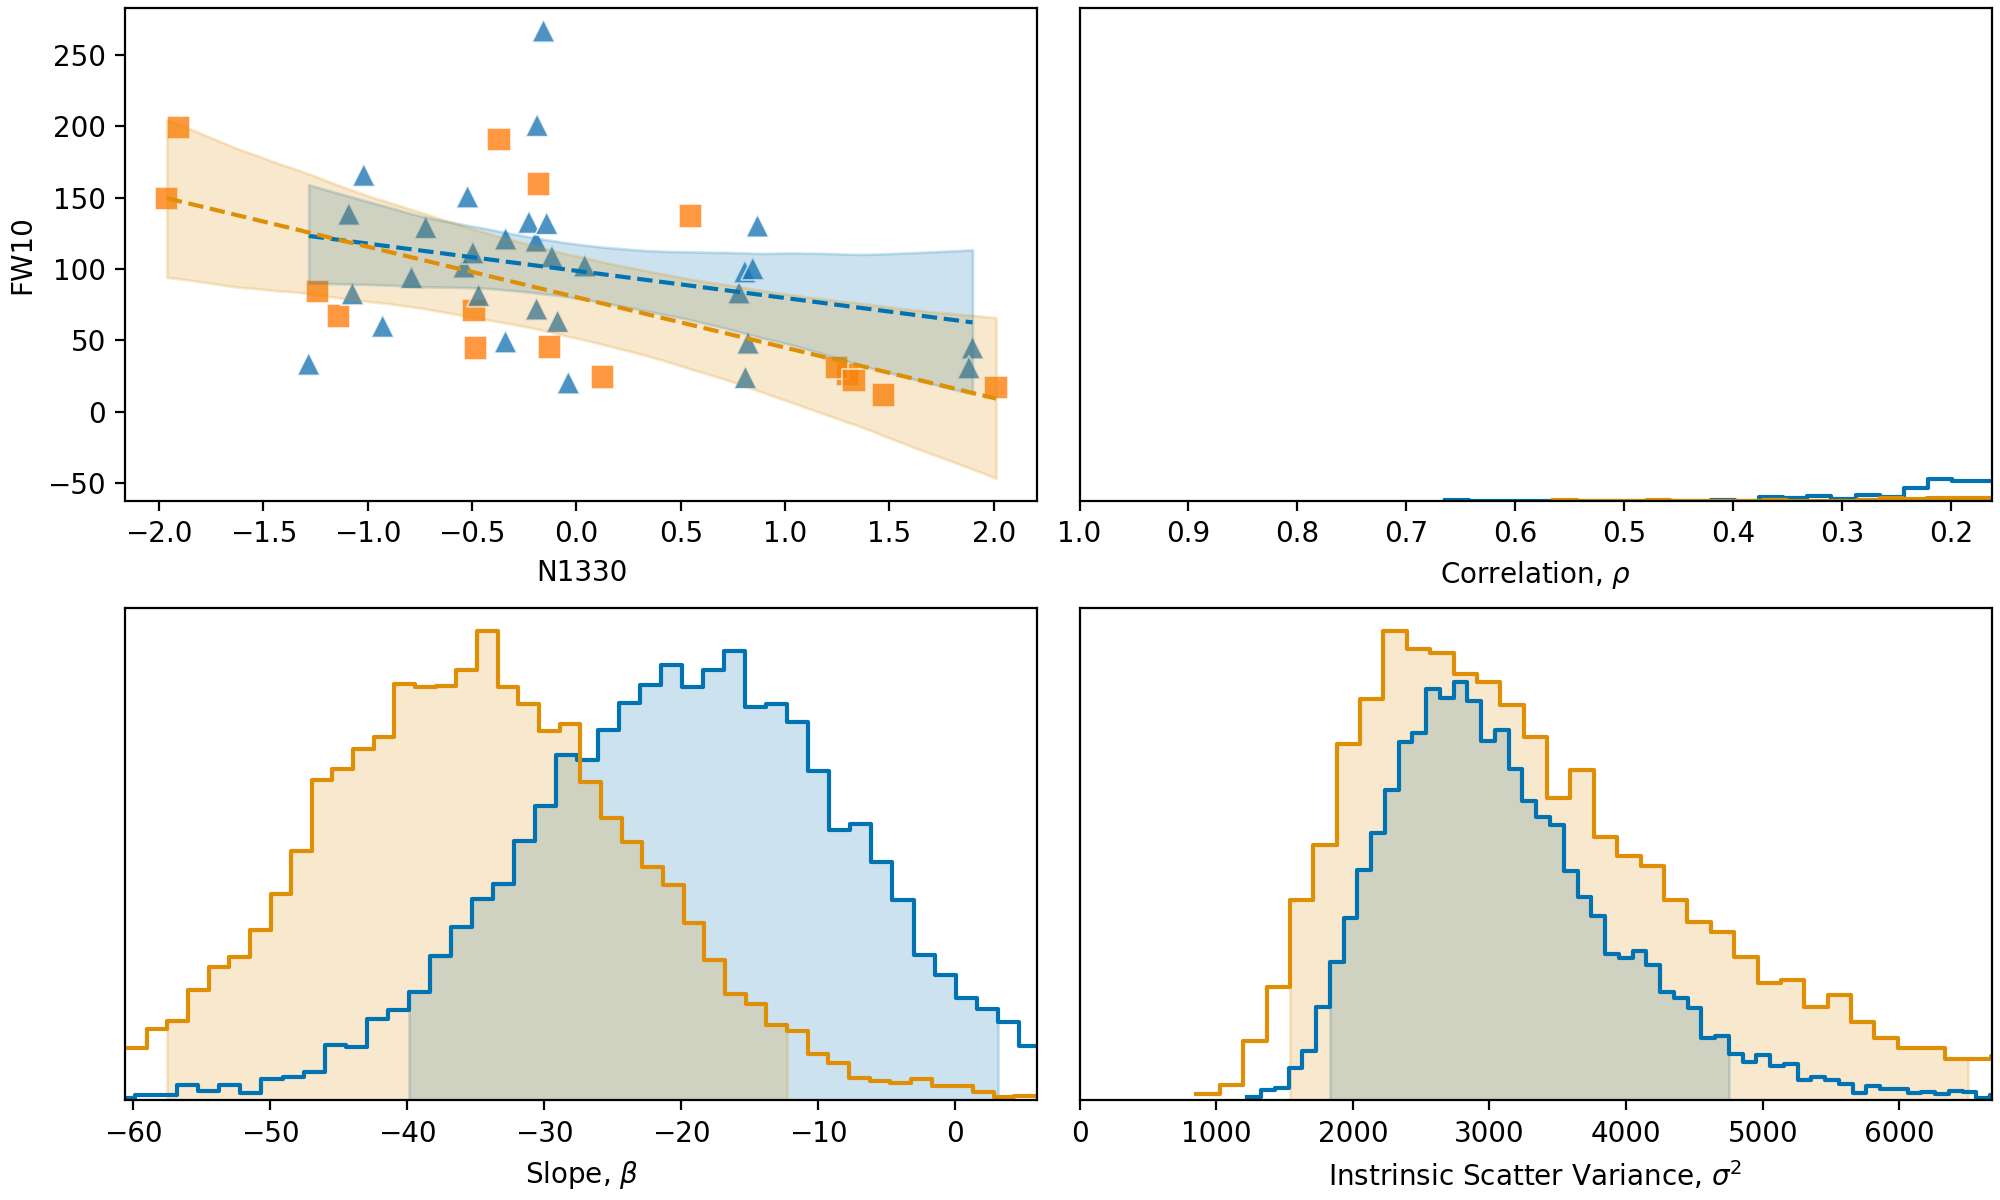 250
200
150
100
50
0
−50
FW10
−2.0 −1.5 −1.0 −0.5 0.0 0.5 1.0 1.5 2.0
N1330
1.0 0.9 0.8 0.7 0.6 0.5 0.4 0.3 0.2
Correlation, ρ
−60 −50 −40 −30 −20 −10 0
Slope, β
0 1000 2000 3000 4000 5000 6000
Instrinsic Scatter Variance, σ²